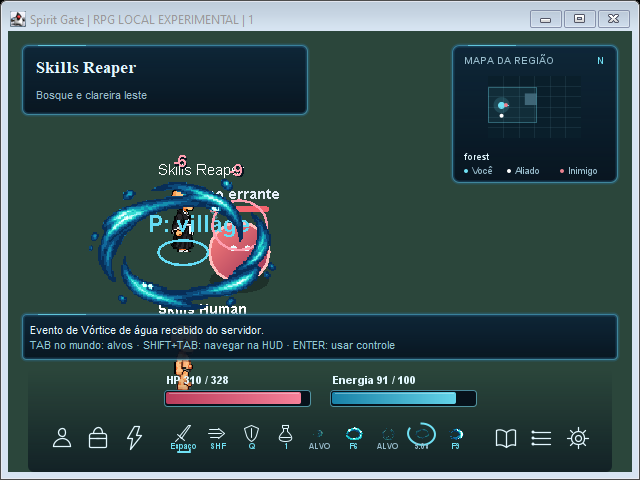 Spirit Gate | RPG LOCAL EXPERIMENTAL | 1
Skills Reaper
Bosque e clareira leste
MAPA DA REGIÃO
N
forest
Você
Aliado
Inimigo
-6
-9
Skills Reaper
errante
P: village
Skills Human
Evento de Vórtice de água recebido do servidor.
TAB no mundo: alvos · SHIFT+TAB: navegar na HUD · ENTER: usar controle
HP 310 / 328
Energia 91 / 100
Espaço
SHF
Q
1
ALVO
F6
ALVO
F9